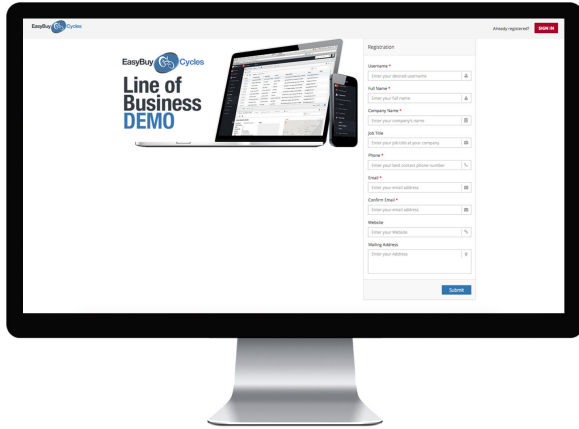 EasyBuy Cycles
Already registered?
SIGN IN
EasyBuy Cycles
Line of
Business
DEMO
Registration
Username *
Enter your desired username
Full Name *
Enter your full name
Company Name *
Enter your company's name
Job Title
Enter your job title at your company
Phone *
Enter your best contact phone number
Email *
Enter your email address
Confirm Email *
Enter your email address
Website
Enter your Website
Mailing Address
Enter your Address
Submit